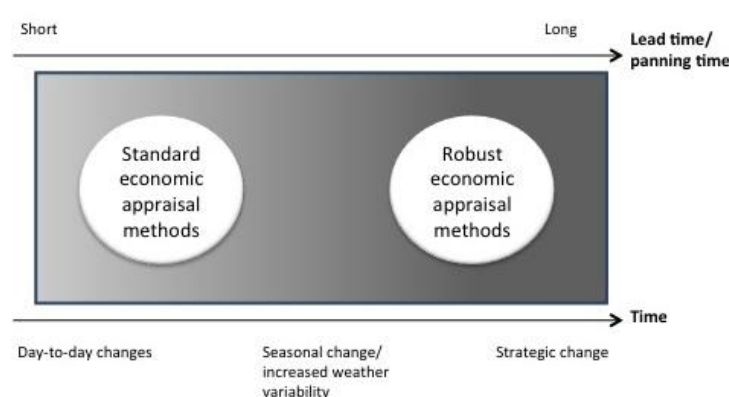 Short
Long
Lead time/
panning time
Standard
economic
appraisal
methods
Robust
economic
appraisal
methods
Time
Day-to-day changes
Seasonal change/
increased weather
variability
Strategic change